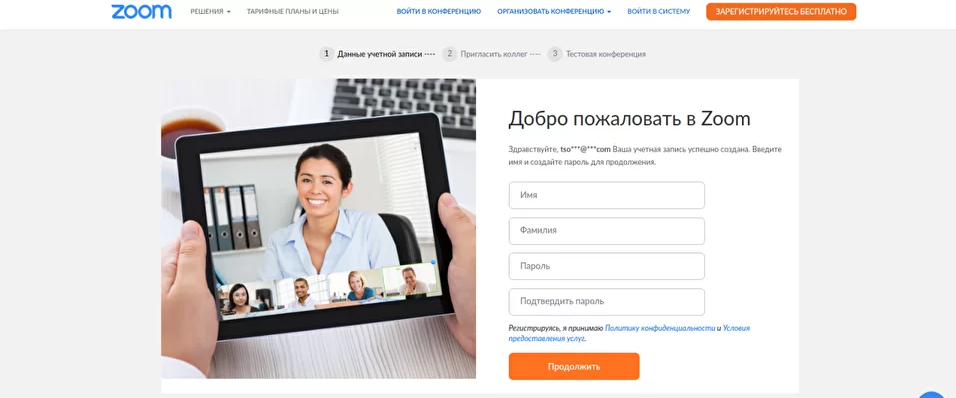 zoom
РЕШЕНИЯ
ТАРИФНЫЕ ПЛАНЫ И ЦЕНЫ
ВОЙТИ В КОНФЕРЕНЦИЮ
ОРГАНИЗОВАТЬ КОНФЕРЕНЦИЮ
ВОЙТИ В СИСТЕМУ
ЗАРЕГИСТРИРУЙТЕСЬ БЕСПЛАТНО
1 Данные учетной записи ---- 2 Пригласить коллег ---- 3 Тестовая конференция
Добро пожаловать в Zoom
Здравствуйте, tso***@***com Ваша учетная запись успешно создана. Введите
имя и создайте пароль для продолжения.
Имя
Фамилия
Пароль
Подтвердить пароль
Регистрируясь, я принимаю Политику конфиденциальности и Условия
предоставления услуг.
Продолжить